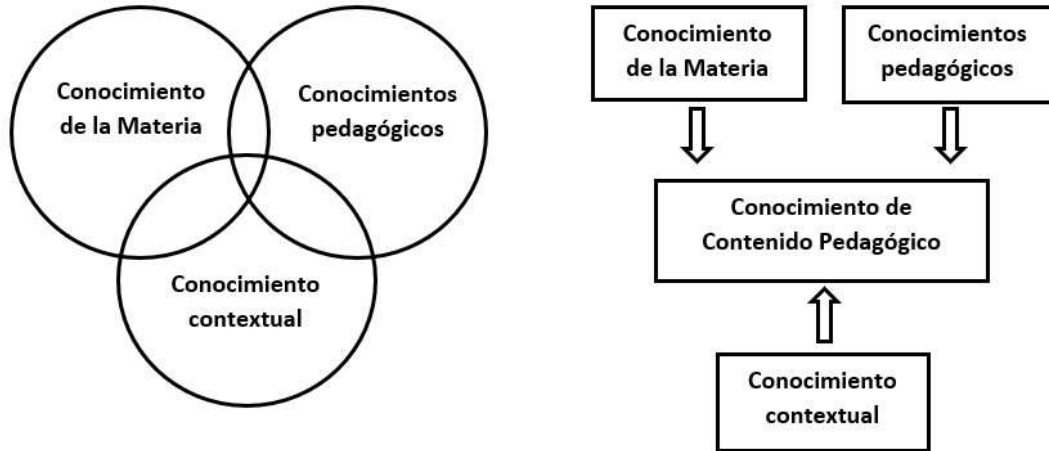 Conocimiento
de la Materia
Conocimientos
pedagógicos
Conocimiento
contextual
Conocimiento
de la Materia
Conocimientos
pedagógicos
Conocimiento de
Contenido Pedagógico
Conocimiento
contextual